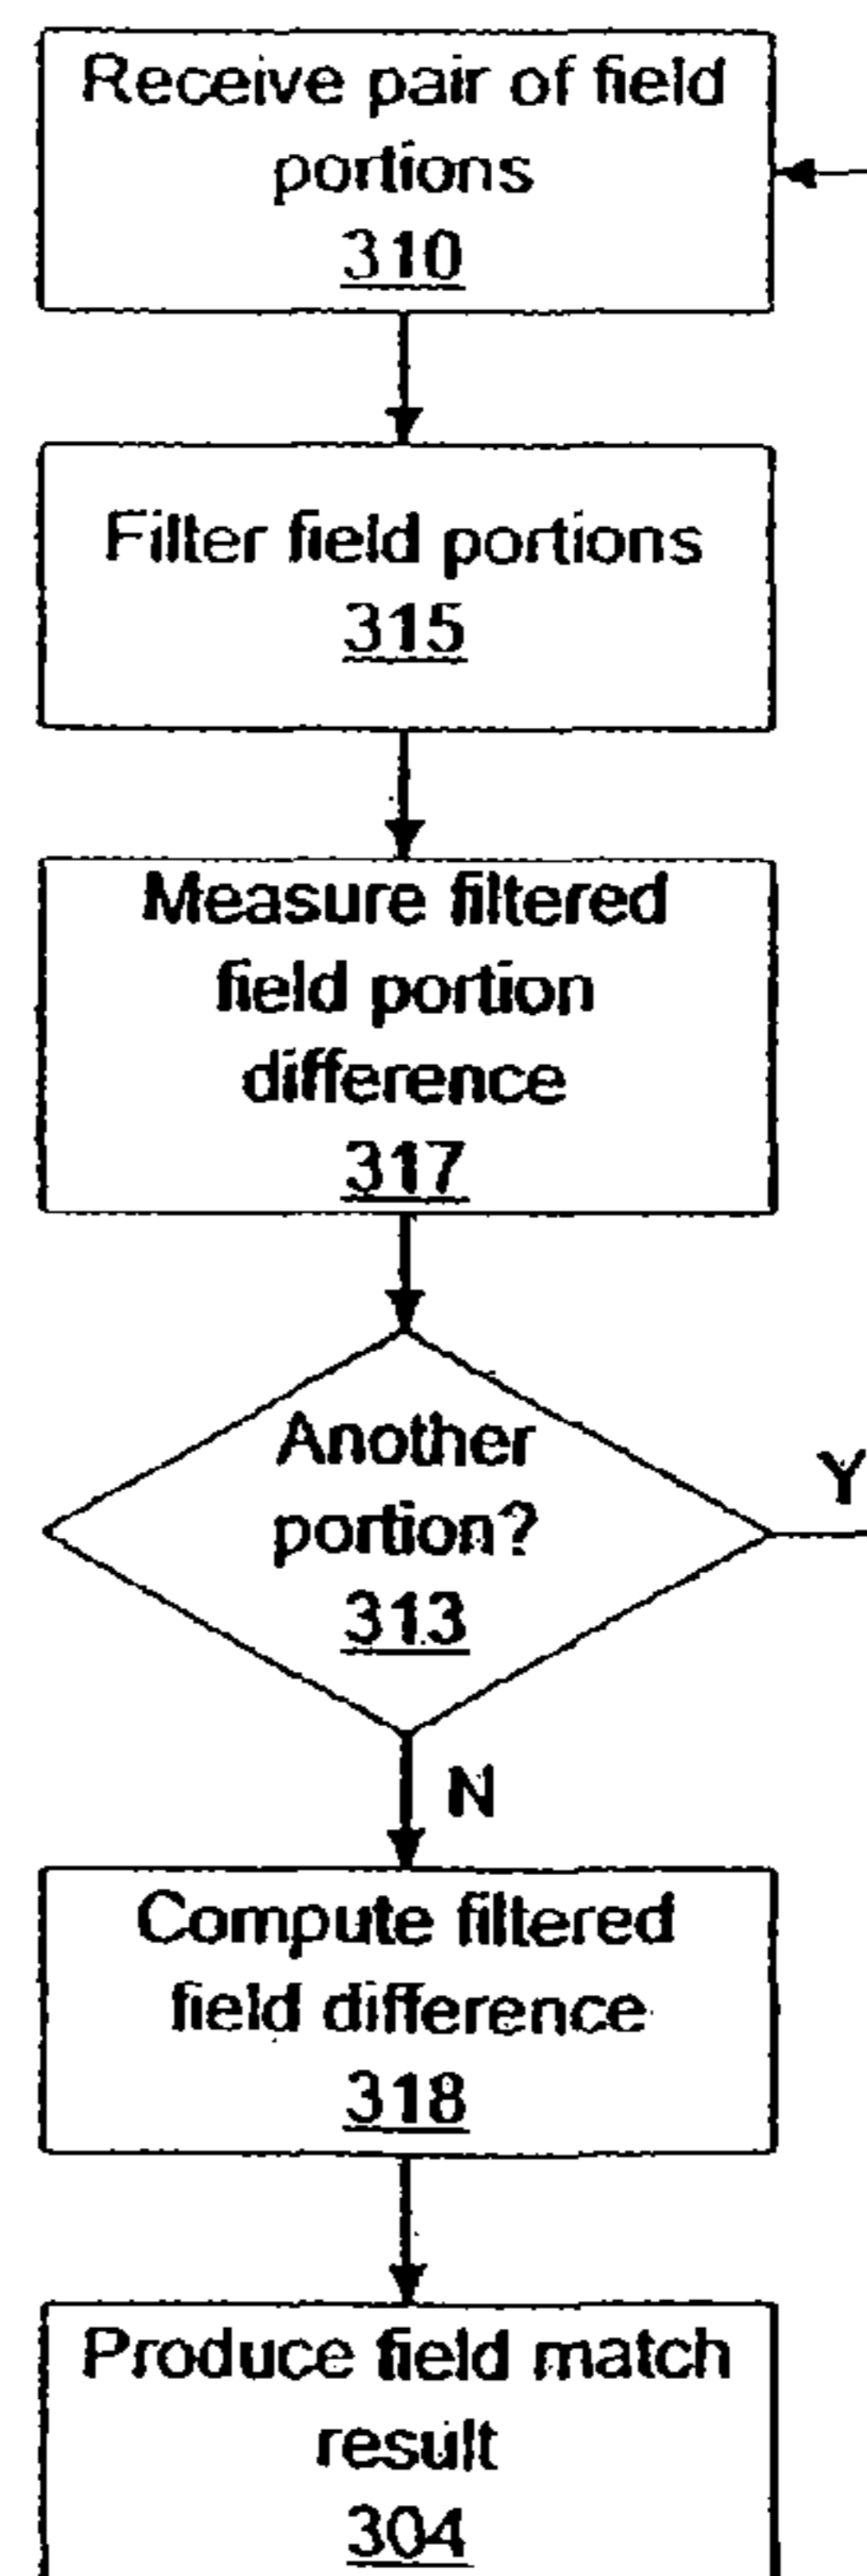 Receive pair of field
portions
310
Filter field portions
315
Measure filtered
field portion
difference
317
Another
portion?
313
Y
N
Compute filtered
field difference
318
Produce field match
result
304